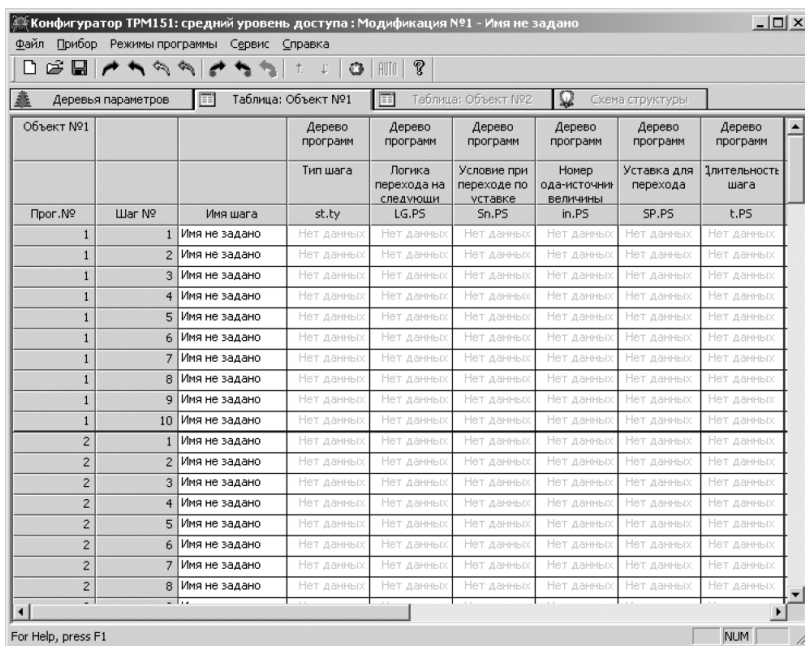 Конфигуратор ТРМ151: средний уровень доступа : Модификация №1 - Имя не задано
Файл Прибор Режимы программы Сервис Справка
AUTO
Деревья параметров Таблица: Объект №1 Таблица: Объект №2 Схема структуры
Объект №1 Дерево программ Дерево программ Дерево программ Дерево программ Дерево программ Дерево программ
Тип шага Логика перехода на следующи Условие при переходе по уставке Номер ода-источник величины Уставка для перехода Длительность шага
Прог.№ Шаг № Имя шага st.ty LG.PS Sn.PS in.PS SP.PS t.PS
1 1 Имя не задано Нет данных Нет данных Нет данных Нет данных Нет данных Нет данных
1 2 Имя не задано Нет данных Нет данных Нет данных Нет данных Нет данных Нет данных
1 3 Имя не задано Нет данных Нет данных Нет данных Нет данных Нет данных Нет данных
1 4 Имя не задано Нет данных Нет данных Нет данных Нет данных Нет данных Нет данных
1 5 Имя не задано Нет данных Нет данных Нет данных Нет данных Нет данных Нет данных
1 6 Имя не задано Нет данных Нет данных Нет данных Нет данных Нет данных Нет данных
1 7 Имя не задано Нет данных Нет данных Нет данных Нет данных Нет данных Нет данных
1 8 Имя не задано Нет данных Нет данных Нет данных Нет данных Нет данных Нет данных
1 9 Имя не задано Нет данных Нет данных Нет данных Нет данных Нет данных Нет данных
1 10 Имя не задано Нет данных Нет данных Нет данных Нет данных Нет данных Нет данных
2 1 Имя не задано Нет данных Нет данных Нет данных Нет данных Нет данных Нет данных
2 2 Имя не задано Нет данных Нет данных Нет данных Нет данных Нет данных Нет данных
2 3 Имя не задано Нет данных Нет данных Нет данных Нет данных Нет данных Нет данных
2 4 Имя не задано Нет данных Нет данных Нет данных Нет данных Нет данных Нет данных
2 5 Имя не задано Нет данных Нет данных Нет данных Нет данных Нет данных Нет данных
2 6 Имя не задано Нет данных Нет данных Нет данных Нет данных Нет данных Нет данных
2 7 Имя не задано Нет данных Нет данных Нет данных Нет данных Нет данных Нет данных
2 8 Имя не задано Нет данных Нет данных Нет данных Нет данных Нет данных Нет данных
For Help, press F1 NUM